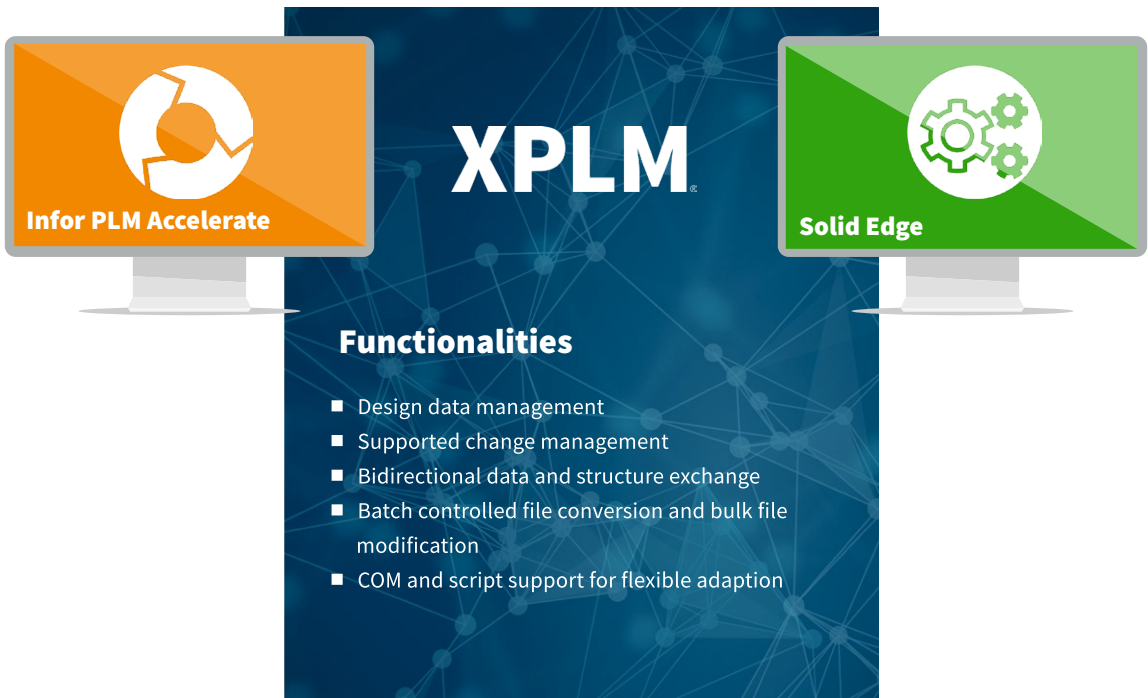 XPLM
Infor PLM Accelerate
Solid Edge
Functionalities
■ Design data management
■ Supported change management
■ Bidirectional data and structure exchange
■ Batch controlled file conversion and bulk file
modification
■ COM and script support for flexible adaption